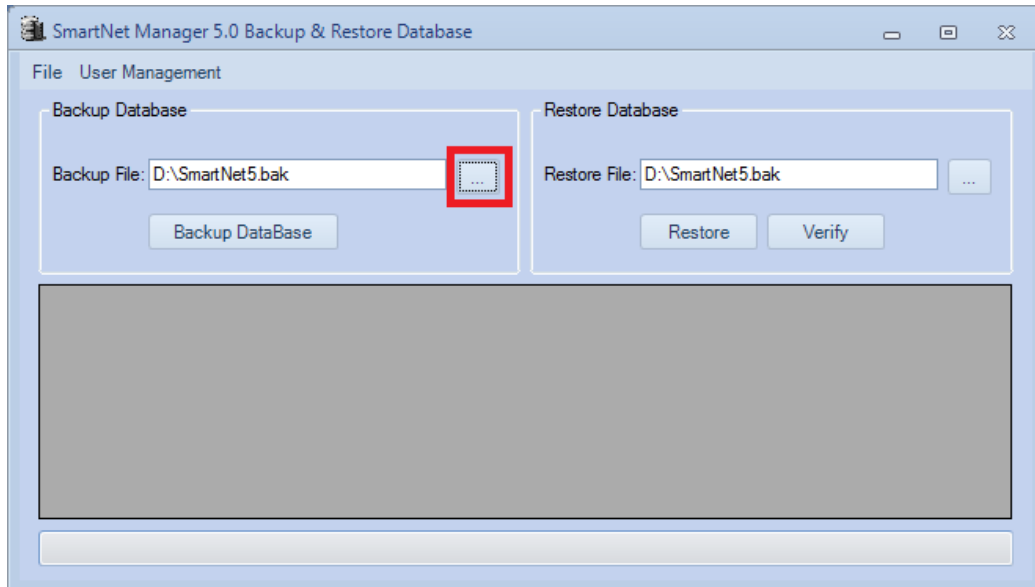 SmartNet Manager 5.0 Backup & Restore Database
File User Management
Backup Database
Backup File: D:\SmartNet5.bak ...
Backup DataBase
Restore Database
Restore File: D:\SmartNet5.bak ...
Restore Verify